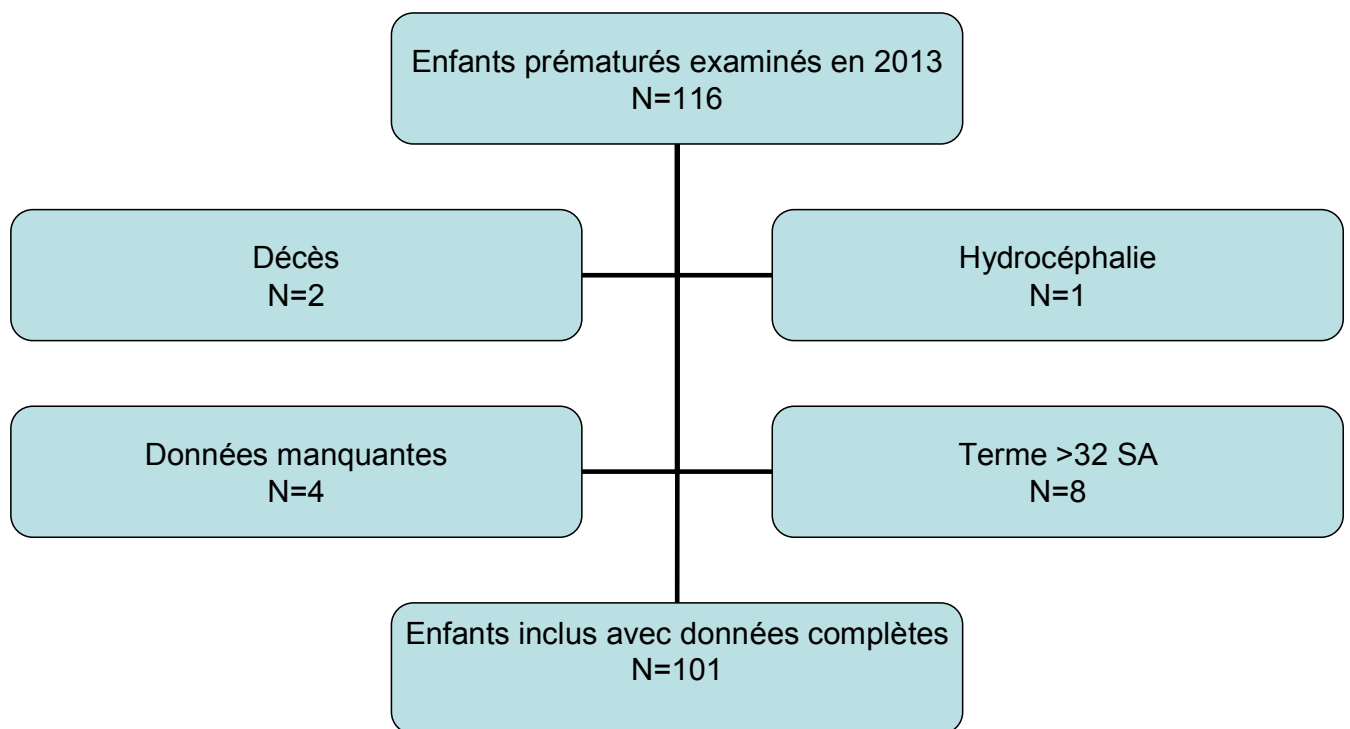 Enfants prématurés examinés en 2013
N=116
Décès
N=2
Hydrocéphalie
N=1
Données manquantes
N=4
Terme >32 SA
N=8
Enfants inclus avec données complètes
N=101